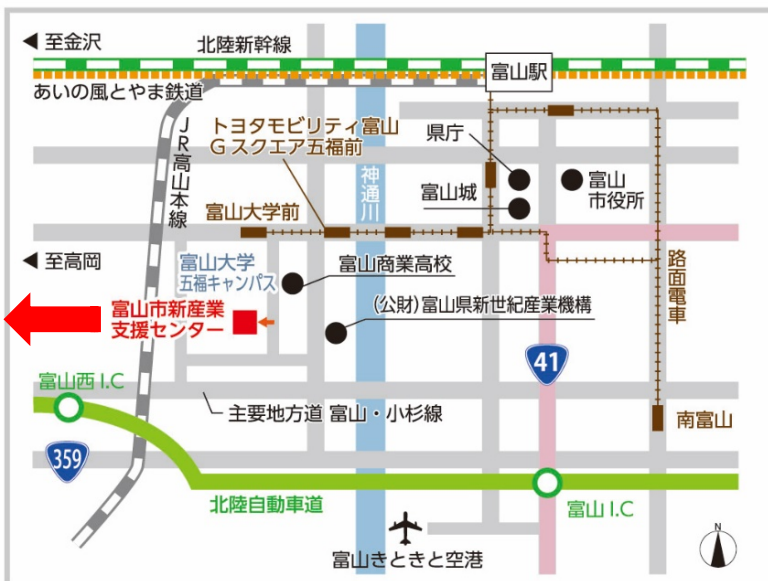 ◀ 至金沢
北陸新幹線
富山駅
あいの風とやま鉄道
JR高山本線
トヨタモビリティ富山
Gスクエア五福前
県庁
富山城
富山
市役所
神通川
富山大学前
◀ 至高岡
富山大学
五福キャンパス
富山商業高校
路面電車
富山市新産業
支援センター
(公財)富山県新世紀産業機構
41
富山西I.C
主要地方道 富山・小杉線
南富山
359
北陸自動車道
富山I.C
富山きときと空港
N